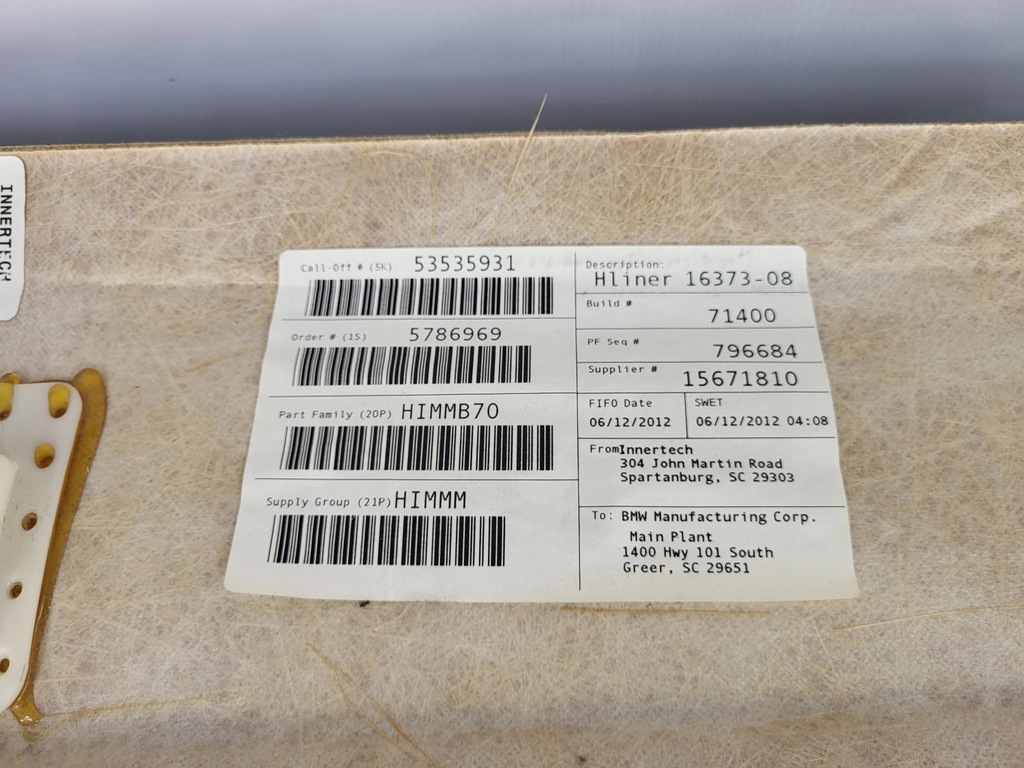 INNERTECH
Call-Off # (5K) 53535931
Order # (1S) 5786969
Part Family (20P) HIMMB70
Supply Group (21P) HIMMM
Description:
Hliner 16373-08
Build #
71400
PF Seq #
796684
Supplier #
15671810
FIFO Date
06/12/2012
SWET
06/12/2012 04:08
From Innertech
304 John Martin Road
Spartanburg, SC 29303
To: BMW Manufacturing Corp.
Main Plant
1400 Hwy 101 South
Greer, SC 29651